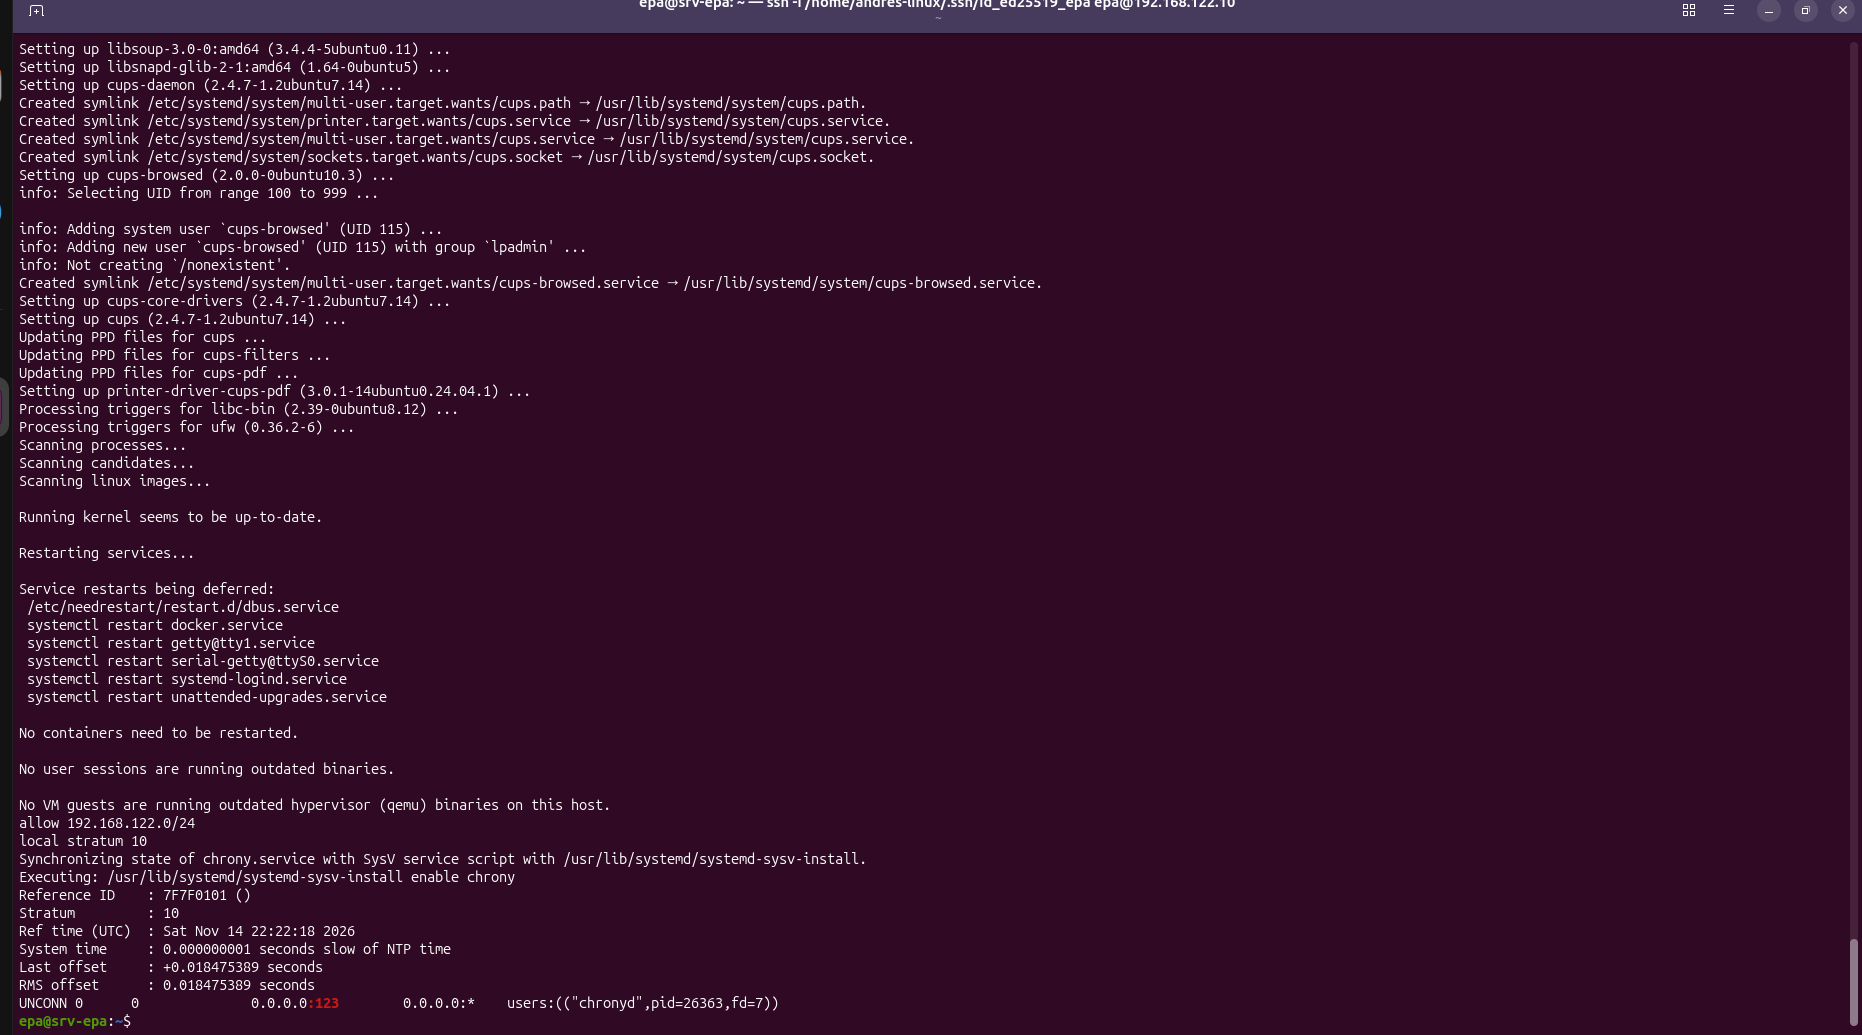 epa@srv-epa: ~ — ssh -i /home/andres-linux/.ssh/id_ed25519_epa epa@192.168.122.10
~
Setting up libsoup-3.0-0:amd64 (3.4.4-5ubuntu0.11) ...
Setting up libsnapd-glib-2-1:amd64 (1.64-0ubuntu5) ...
Setting up cups-daemon (2.4.7-1.2ubuntu7.14) ...
Created symlink /etc/systemd/system/multi-user.target.wants/cups.path → /usr/lib/systemd/system/cups.path.
Created symlink /etc/systemd/system/printer.target.wants/cups.service → /usr/lib/systemd/system/cups.service.
Created symlink /etc/systemd/system/multi-user.target.wants/cups.service → /usr/lib/systemd/system/cups.service.
Created symlink /etc/systemd/system/sockets.target.wants/cups.socket → /usr/lib/systemd/system/cups.socket.
Setting up cups-browsed (2.0.0-0ubuntu10.3) ...
info: Selecting UID from range 100 to 999 ...
info: Adding system user `cups-browsed' (UID 115) ...
info: Adding new user `cups-browsed' (UID 115) with group `lpadmin' ...
info: Not creating `/nonexistent'.
Created symlink /etc/systemd/system/multi-user.target.wants/cups-browsed.service → /usr/lib/systemd/system/cups-browsed.service.
Setting up cups-core-drivers (2.4.7-1.2ubuntu7.14) ...
Setting up cups (2.4.7-1.2ubuntu7.14) ...
Updating PPD files for cups ...
Updating PPD files for cups-filters ...
Updating PPD files for cups-pdf ...
Setting up printer-driver-cups-pdf (3.0.1-14ubuntu0.24.04.1) ...
Processing triggers for libc-bin (2.39-0ubuntu8.12) ...
Processing triggers for ufw (0.36.2-6) ...
Scanning processes...
Scanning candidates...
Scanning linux images...
Running kernel seems to be up-to-date.
Restarting services...
Service restarts being deferred:
/etc/needrestart/restart.d/dbus.service
systemctl restart docker.service
systemctl restart getty@tty1.service
systemctl restart serial-getty@ttyS0.service
systemctl restart systemd-logind.service
systemctl restart unattended-upgrades.service
No containers need to be restarted.
No user sessions are running outdated binaries.
No VM guests are running outdated hypervisor (qemu) binaries on this host.
allow 192.168.122.0/24
local stratum 10
Synchronizing state of chrony.service with SysV service script with /usr/lib/systemd/systemd-sysv-install.
Executing: /usr/lib/systemd/systemd-sysv-install enable chrony
Reference ID    : 7F7F0101 ()
Stratum         : 10
Ref time (UTC)  : Sat Nov 14 22:22:18 2026
System time     : 0.000000001 seconds slow of NTP time
Last offset     : +0.018475389 seconds
RMS offset      : 0.018475389 seconds
UNCONN 0      0              0.0.0.0:123        0.0.0.0:*    users:(("chronyd",pid=26363,fd=7))
epa@srv-epa:~$